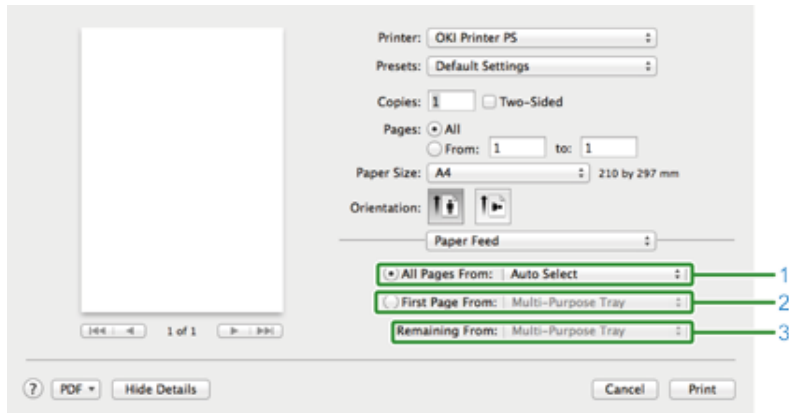 Printer: OKI Printer PS
Presets: Default Settings
Copies: 1 Two-Sided
Pages: All
From: 1 to: 1
Paper Size: A4 210 by 297 mm
Orientation:
Paper Feed
All Pages From: Auto Select 1
First Page From: Multi-Purpose Tray 2
1 of 1 Remaining From: Multi-Purpose Tray 3
? PDF Hide Details Cancel Print